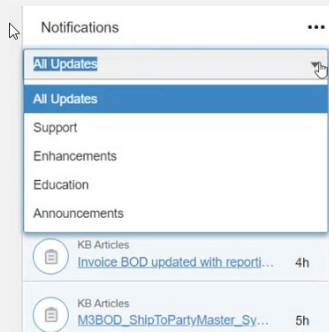 Notifications
All Updates
All Updates
Support
Enhancements
Education
Announcements
KB Articles
Invoice BOD updated with reporti... 4h
KB Articles
M3BOD_ShipToPartyMaster_Sy... 5h